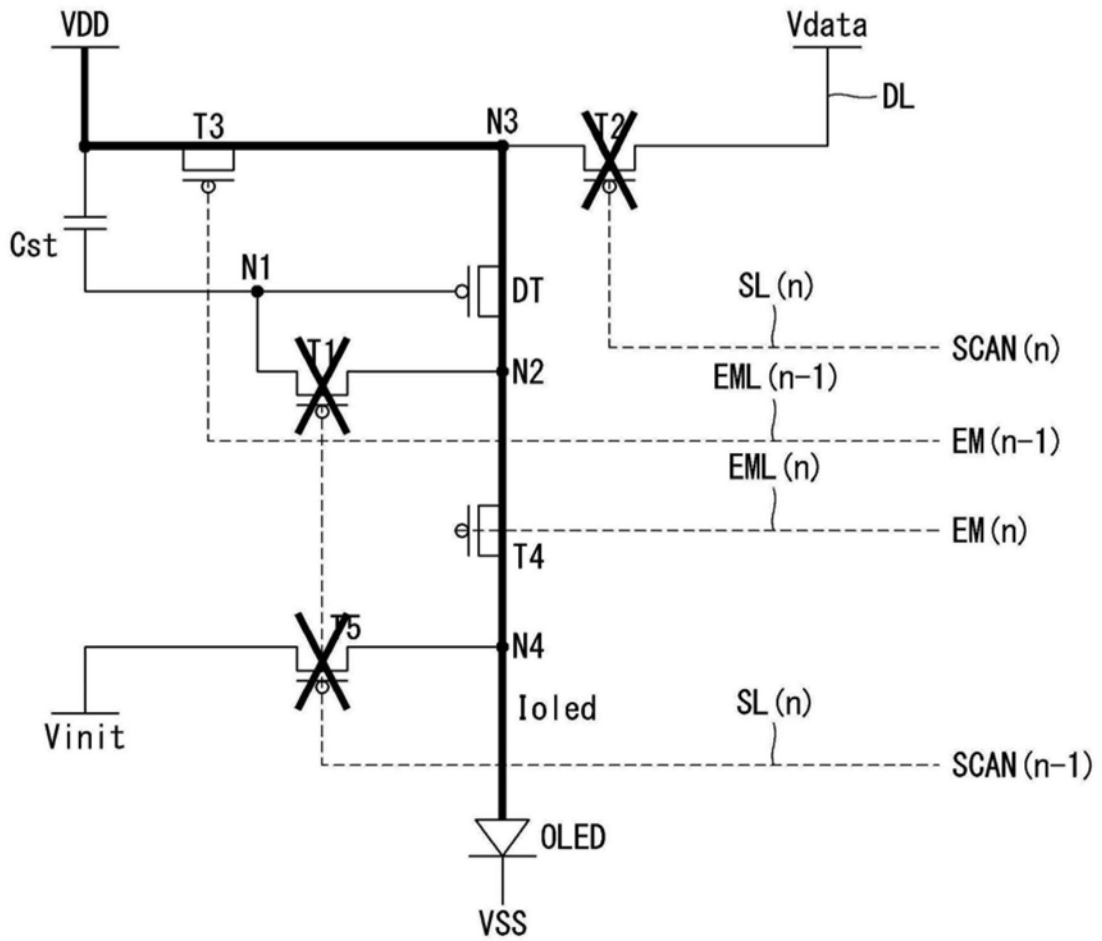 VDD
Vdata
DL
T3
N3
T2
Cst
N1
DT
SL(n)
T1
N2
SCAN(n)
EML(n-1)
EM(n-1)
EML(n)
EM(n)
T4
T5
N4
Vinit
Ioled
SL(n)
SCAN(n-1)
OLED
VSS